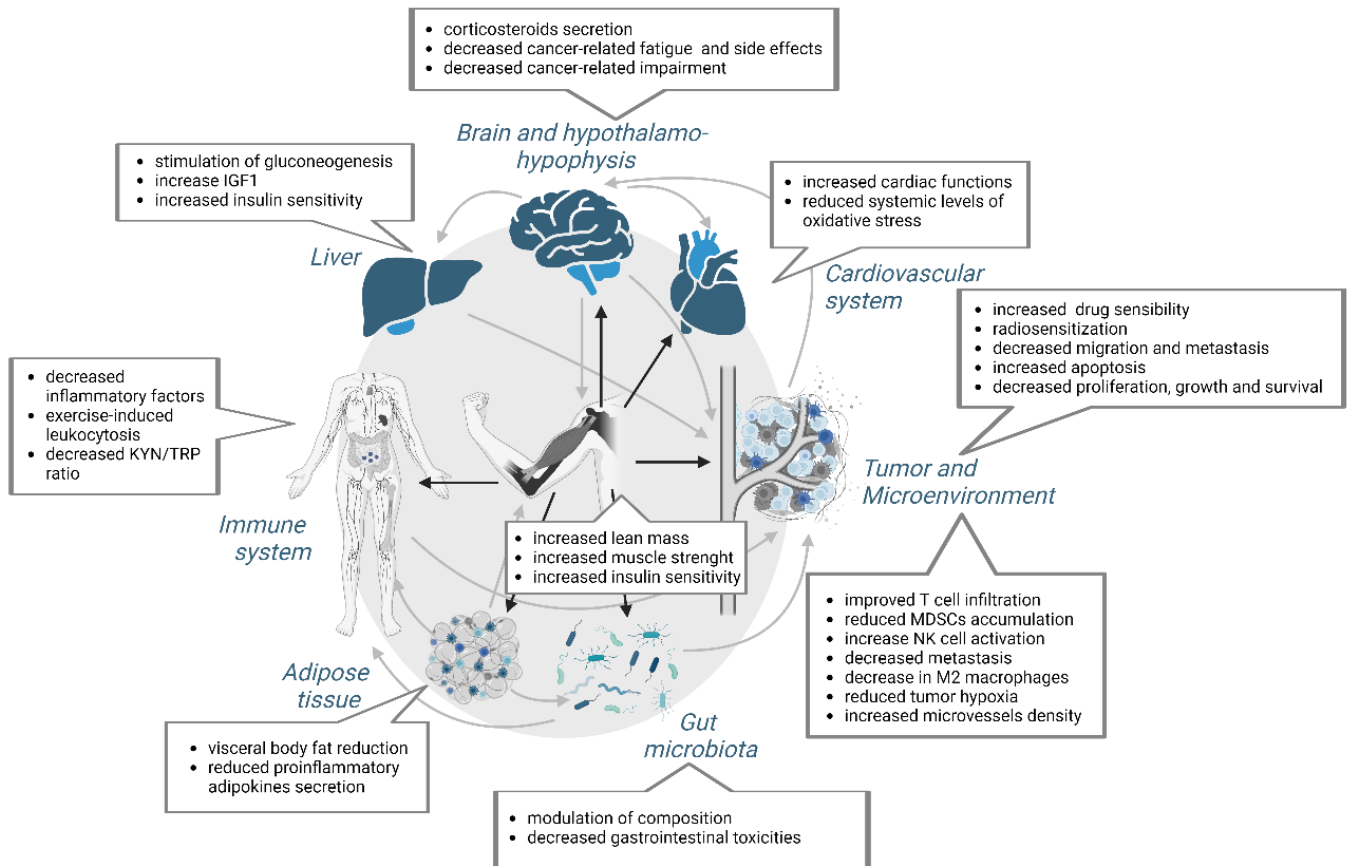 • corticosteroids secretion
• decreased cancer-related fatigue and side effects
• decreased cancer-related impairment
Brain and hypothalamo-
hypophysis
• stimulation of gluconeogenesis
• increase IGF1
• increased insulin sensitivity
Liver
• increased cardiac functions
• reduced systemic levels of
oxidative stress
Cardiovascular
system
• increased drug sensibility
• radiosensitization
• decreased migration and metastasis
• increased apoptosis
• decreased proliferation, growth and survival
Tumor and
Microenvironment
• decreased
inflammatory factors
• exercise-induced
leukocytosis
• decreased KYN/TRP
ratio
Immune
system
• increased lean mass
• increased muscle strenght
• increased insulin sensitivity
• improved T cell infiltration
• reduced MDSCs accumulation
• increase NK cell activation
• decreased metastasis
• decrease in M2 macrophages
• reduced tumor hypoxia
• increased microvessels density
Adipose
tissue
• visceral body fat reduction
• reduced proinflammatory
adipokines secretion
Gut
microbiota
• modulation of composition
• decreased gastrointestinal toxicities